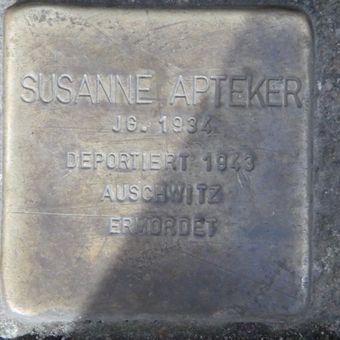 SUSANNE APTEKER
JG. 1934
DEPORTIERT 1943
AUSCHWITZ
ERMORDET